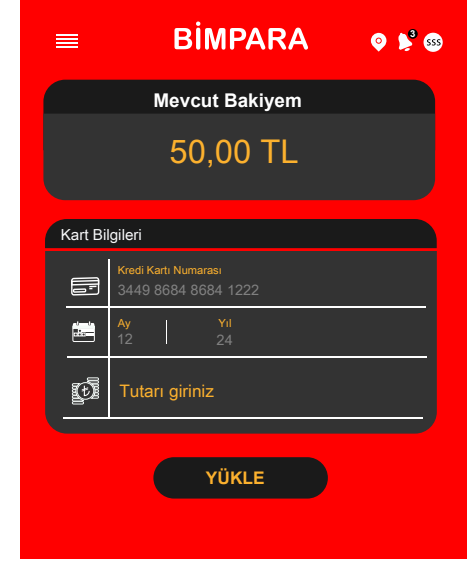 BİMPARA
3
SSS
Mevcut Bakiyem
50,00 TL
Kart Bilgileri
Kredi Kartı Numarası
3449 8684 8684 1222
Ay Yıl
12 24
Tutarı giriniz
YÜKLE